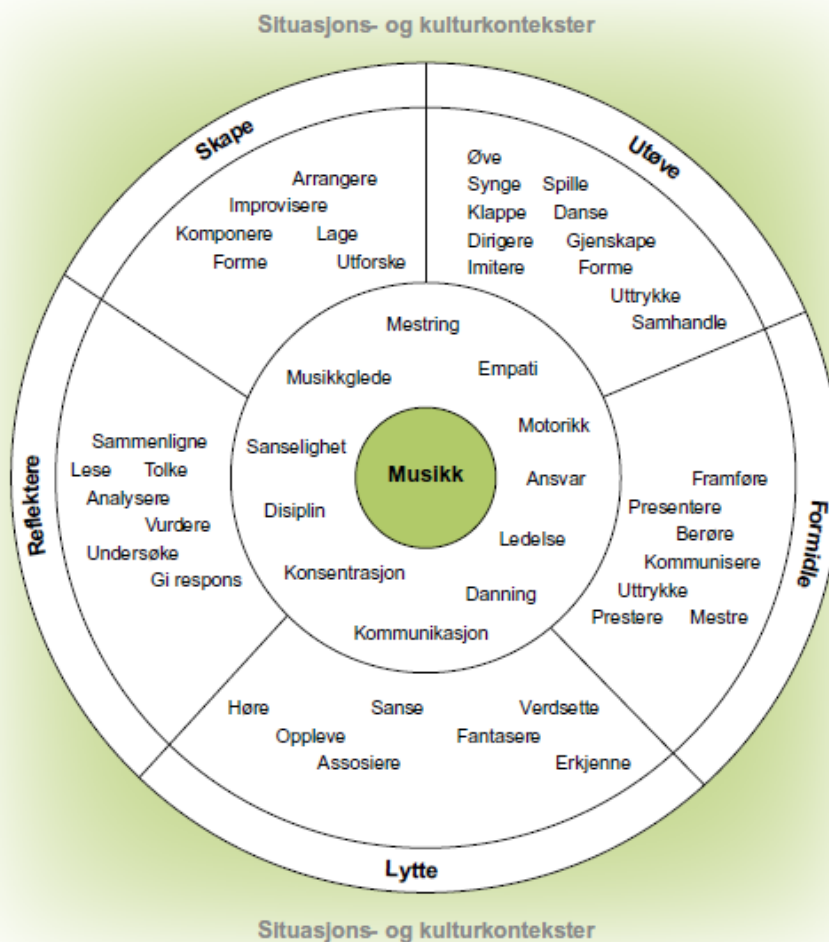 Situasjons- og kulturkontekster
Skape
Arrangere
Improvisere
Komponere Lage
Forme Utforske
Utøve
Øve
Synge Spille
Klappe Danse
Dirigere Gjenskape
Imitere Forme
Uttrykke
Samhandle
Formidle
Framføre
Presentere
Berøre
Kommunisere
Uttrykke
Prestere Mestre
Lytte
Høre Sanse Verdsette
Oppleve Fantasere
Assosiere Erkjenne
Reflektere
Sammenligne
Lese Tolke
Analysere
Vurdere
Undersøke
Gi respons
Mestring
Empati
Musikkglede
Motorikk
Sanselighet
Musikk
Ansvar
Disiplin
Ledelse
Konsentrasjon
Danning
Kommunikasjon
Situasjons- og kulturkontekster